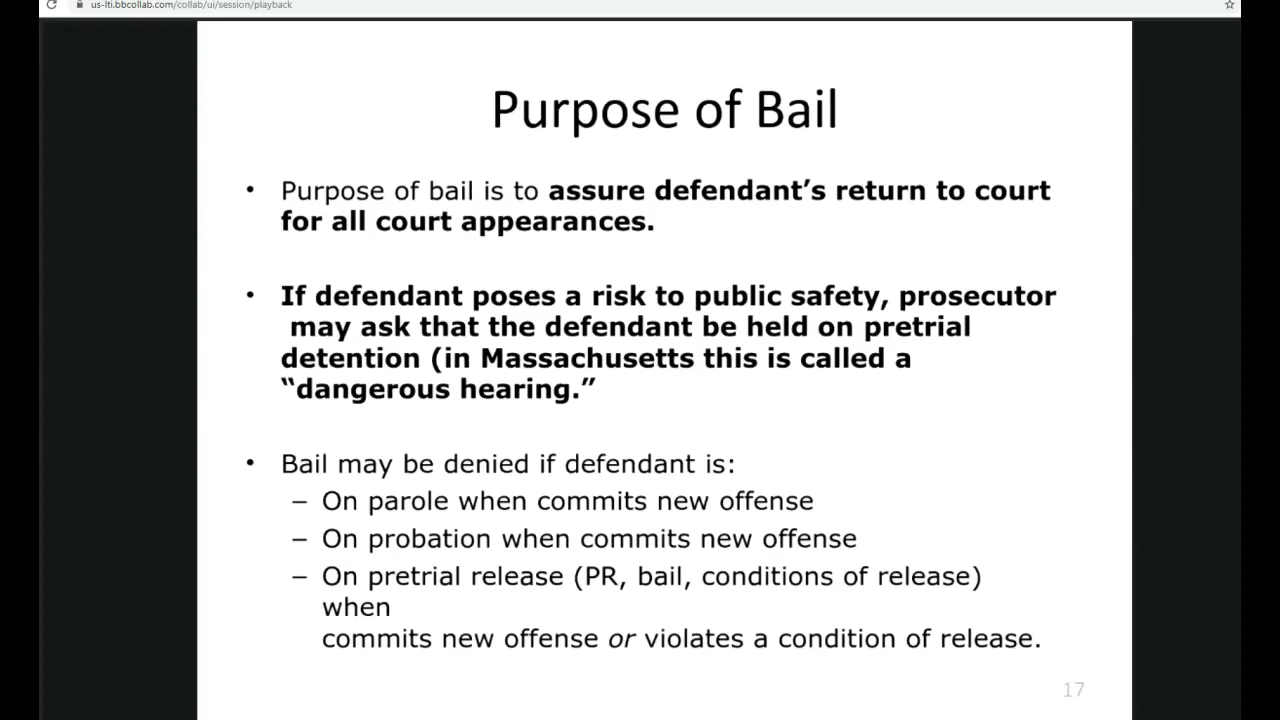 us-lti.bbcollab.com/collab/ui/session/playback
Purpose of Bail
• Purpose of bail is to assure defendant’s return to court
for all court appearances.
• If defendant poses a risk to public safety, prosecutor
may ask that the defendant be held on pretrial
detention (in Massachusetts this is called a
“dangerous hearing.”
• Bail may be denied if defendant is:
– On parole when commits new offense
– On probation when commits new offense
– On pretrial release (PR, bail, conditions of release)
when
commits new offense or violates a condition of release.
17